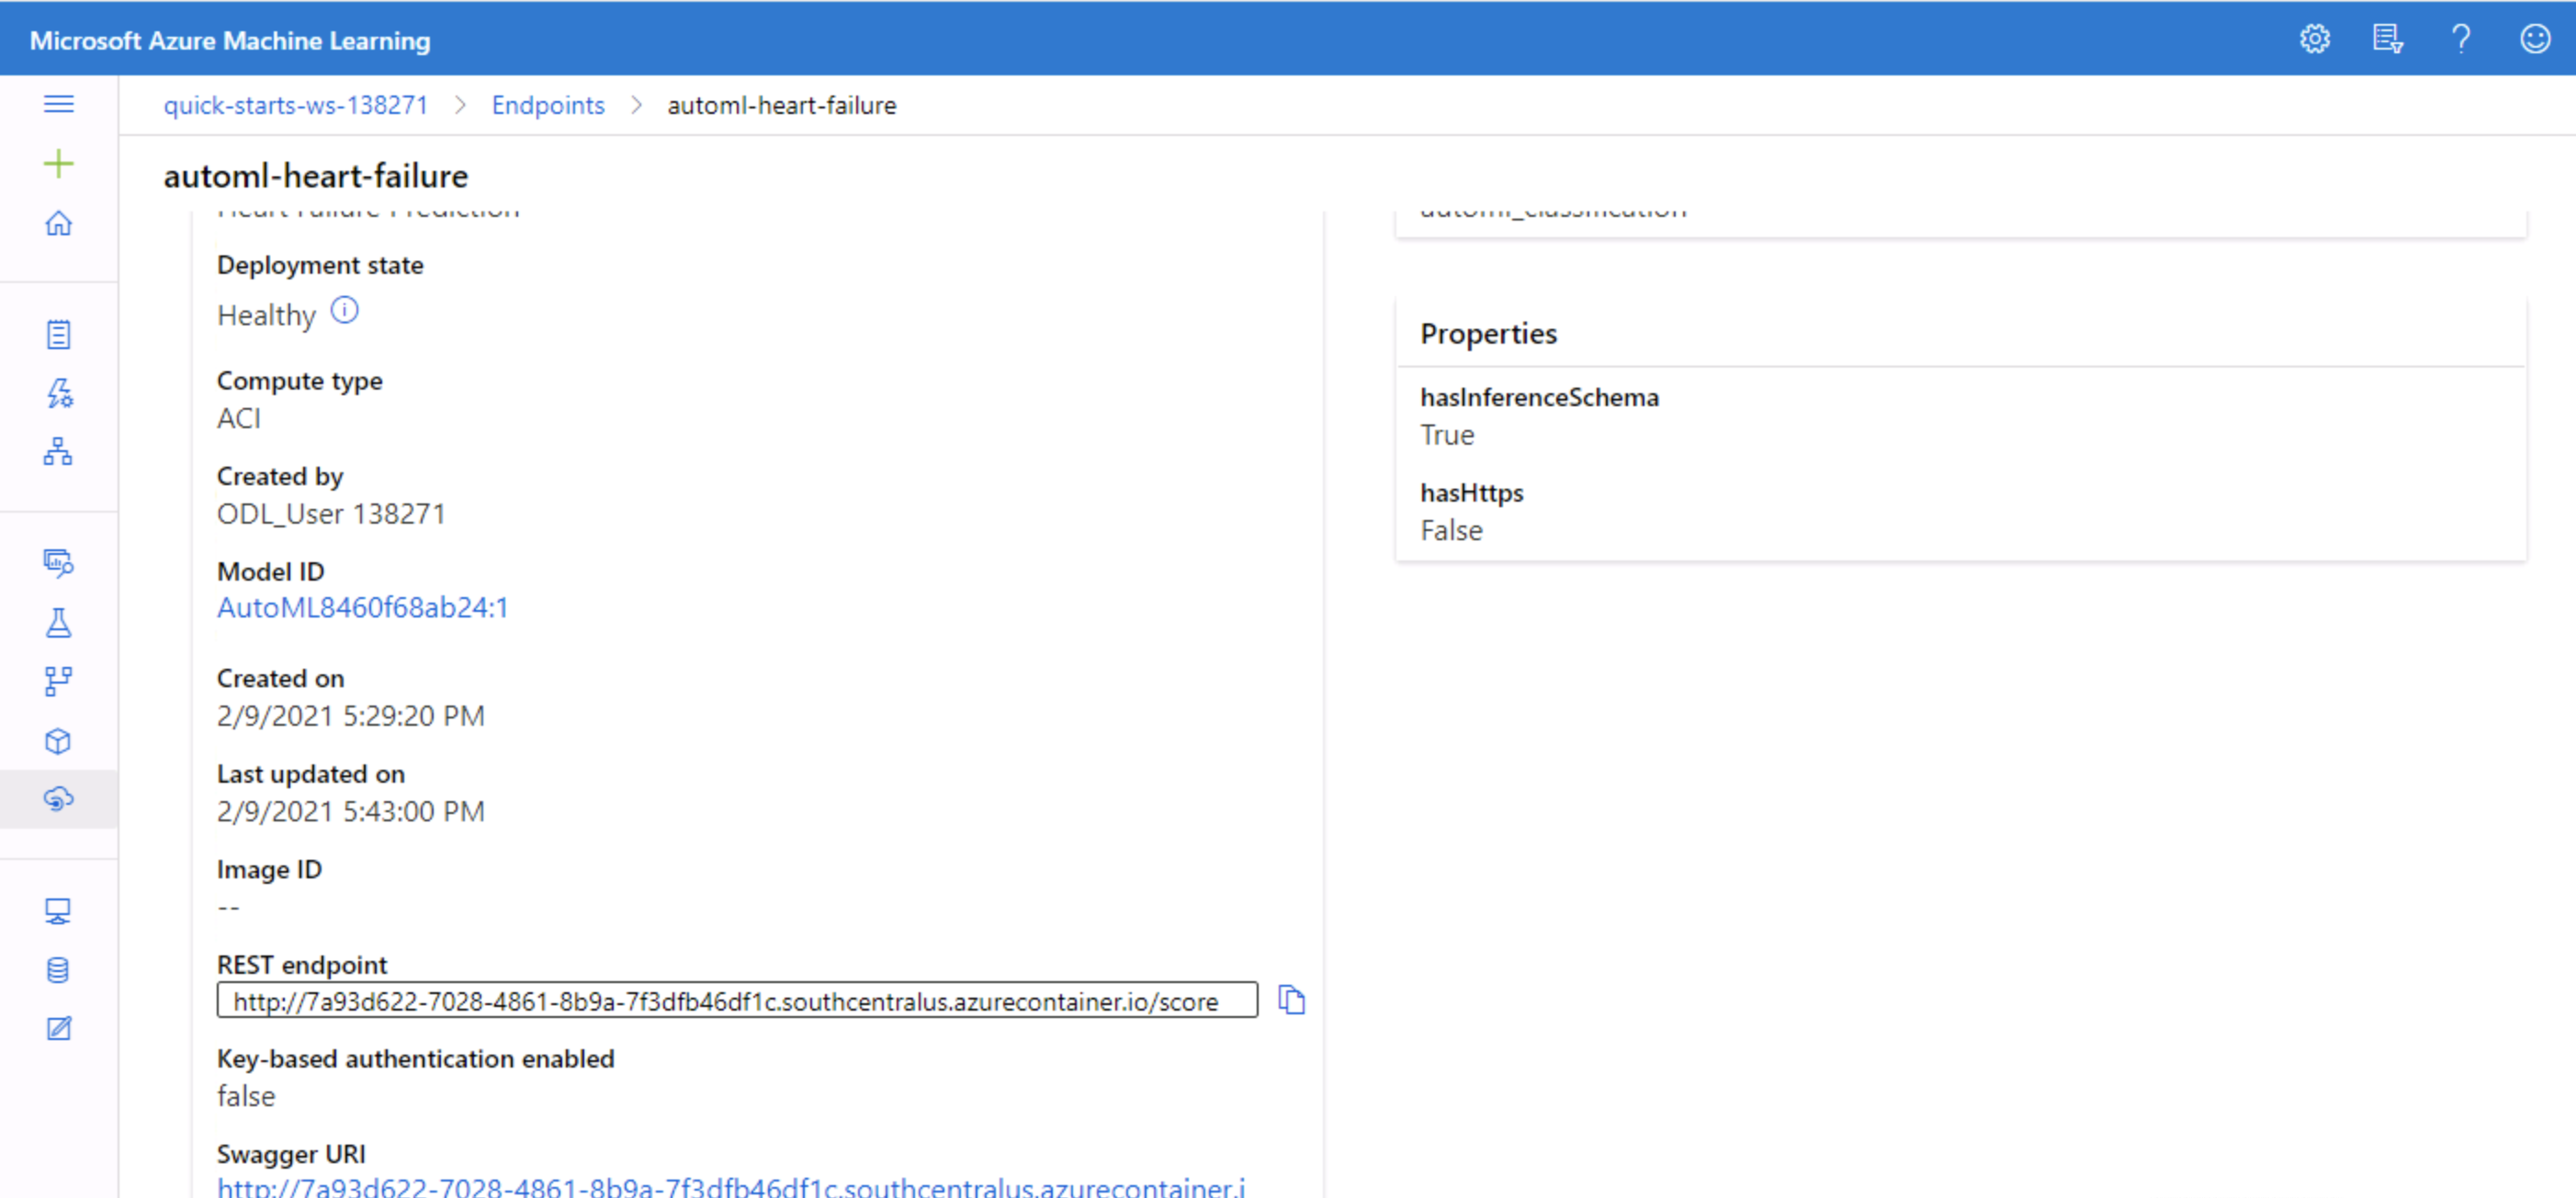 Microsoft Azure Machine Learning
quick-starts-ws-138271 > Endpoints > automl-heart-failure
automl-heart-failure
Heart Failure Prediction
Deployment state
Healthy
Compute type
ACI
Created by
ODL_User 138271
Model ID
AutoML8460f68ab24:1
Created on
2/9/2021 5:29:20 PM
Last updated on
2/9/2021 5:43:00 PM
Image ID
--
REST endpoint
http://7a93d622-7028-4861-8b9a-7f3dfb46df1c.southcentralus.azurecontainer.io/score
Key-based authentication enabled
false
Swagger URI
http://7a93d622-7028-4861-8b9a-7f3dfb46df1c.southcentralus.azurecontainer.i
automl_classification
Properties
hasInferenceSchema
True
hasHttps
False